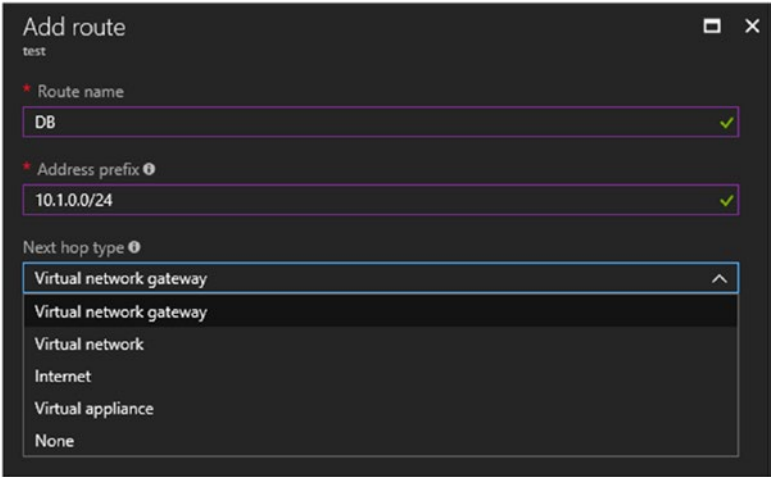 Add route
test
* Route name
DB
* Address prefix
10.1.0.0/24
Next hop type
Virtual network gateway
Virtual network gateway
Virtual network
Internet
Virtual appliance
None